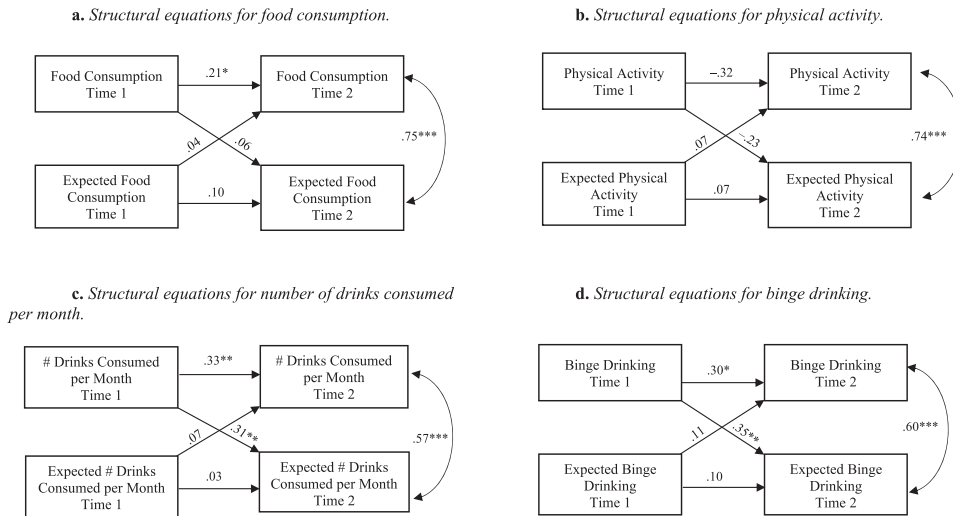 a. Structural equations for food consumption.
Food Consumption
Time 1
.21*
Food Consumption
Time 2
.04
.06
.75***
Expected Food
Consumption
Time 1
.10
Expected Food
Consumption
Time 2
b. Structural equations for physical activity.
Physical Activity
Time 1
–.32
Physical Activity
Time 2
.07
–.23
.74***
Expected Physical
Activity
Time 1
.07
Expected Physical
Activity
Time 2
c. Structural equations for number of drinks consumed
per month.
# Drinks Consumed
per Month
Time 1
.33**
# Drinks Consumed
per Month
Time 2
.07
.31**
.57***
Expected # Drinks
Consumed per Month
Time 1
.03
Expected # Drinks
Consumed per Month
Time 2
d. Structural equations for binge drinking.
Binge Drinking
Time 1
.30*
Binge Drinking
Time 2
.11
.35**
.60***
Expected Binge
Drinking
Time 1
.10
Expected Binge
Drinking
Time 2